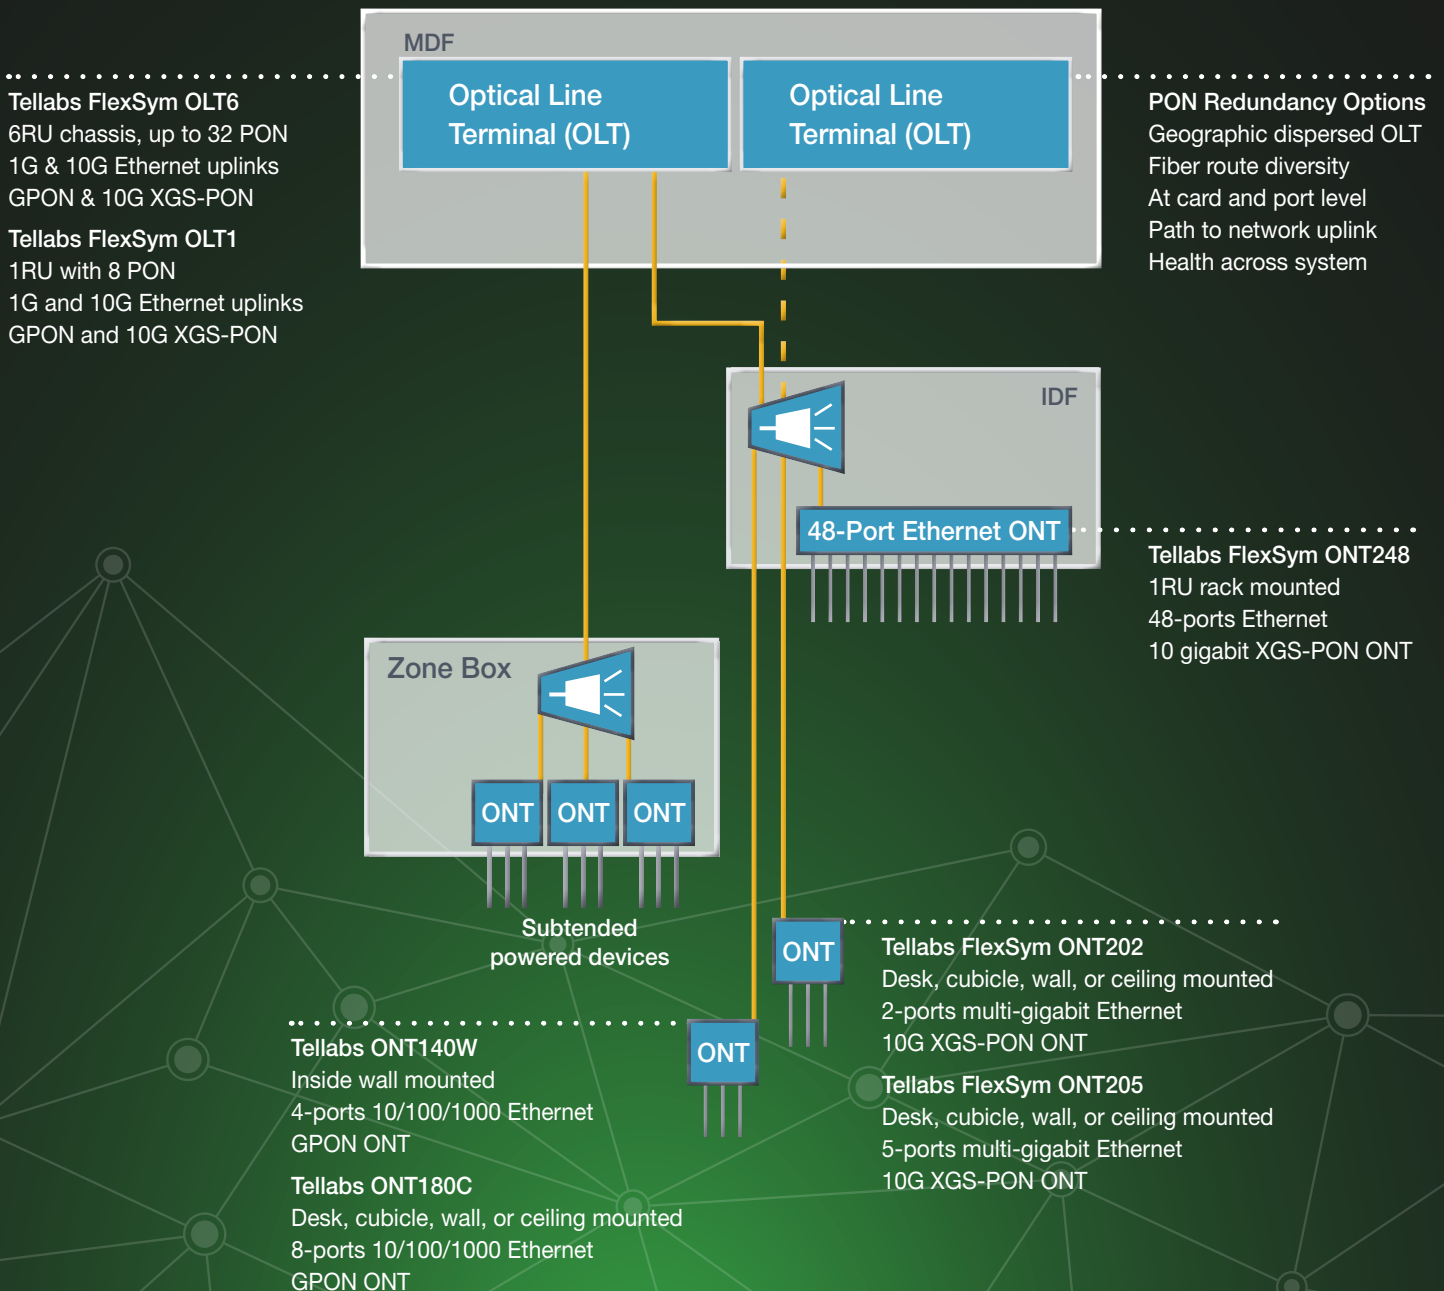 MDF
Optical Line
Terminal (OLT)
Optical Line
Terminal (OLT)
Tellabs FlexSym OLT6
6RU chassis, up to 32 PON
1G & 10G Ethernet uplinks
GPON & 10G XGS-PON
Tellabs FlexSym OLT1
1RU with 8 PON
1G and 10G Ethernet uplinks
GPON and 10G XGS-PON
PON Redundancy Options
Geographic dispersed OLT
Fiber route diversity
At card and port level
Path to network uplink
Health across system
IDF
48-Port Ethernet ONT
Tellabs FlexSym ONT248
1RU rack mounted
48-ports Ethernet
10 gigabit XGS-PON ONT
Zone Box
ONT
ONT
ONT
Subtended
powered devices
ONT
Tellabs FlexSym ONT202
Desk, cubicle, wall, or ceiling mounted
2-ports multi-gigabit Ethernet
10G XGS-PON ONT
Tellabs FlexSym ONT205
Desk, cubicle, wall, or ceiling mounted
5-ports multi-gigabit Ethernet
10G XGS-PON ONT
ONT
Tellabs ONT140W
Inside wall mounted
4-ports 10/100/1000 Ethernet
GPON ONT
Tellabs ONT180C
Desk, cubicle, wall, or ceiling mounted
8-ports 10/100/1000 Ethernet
GPON ONT